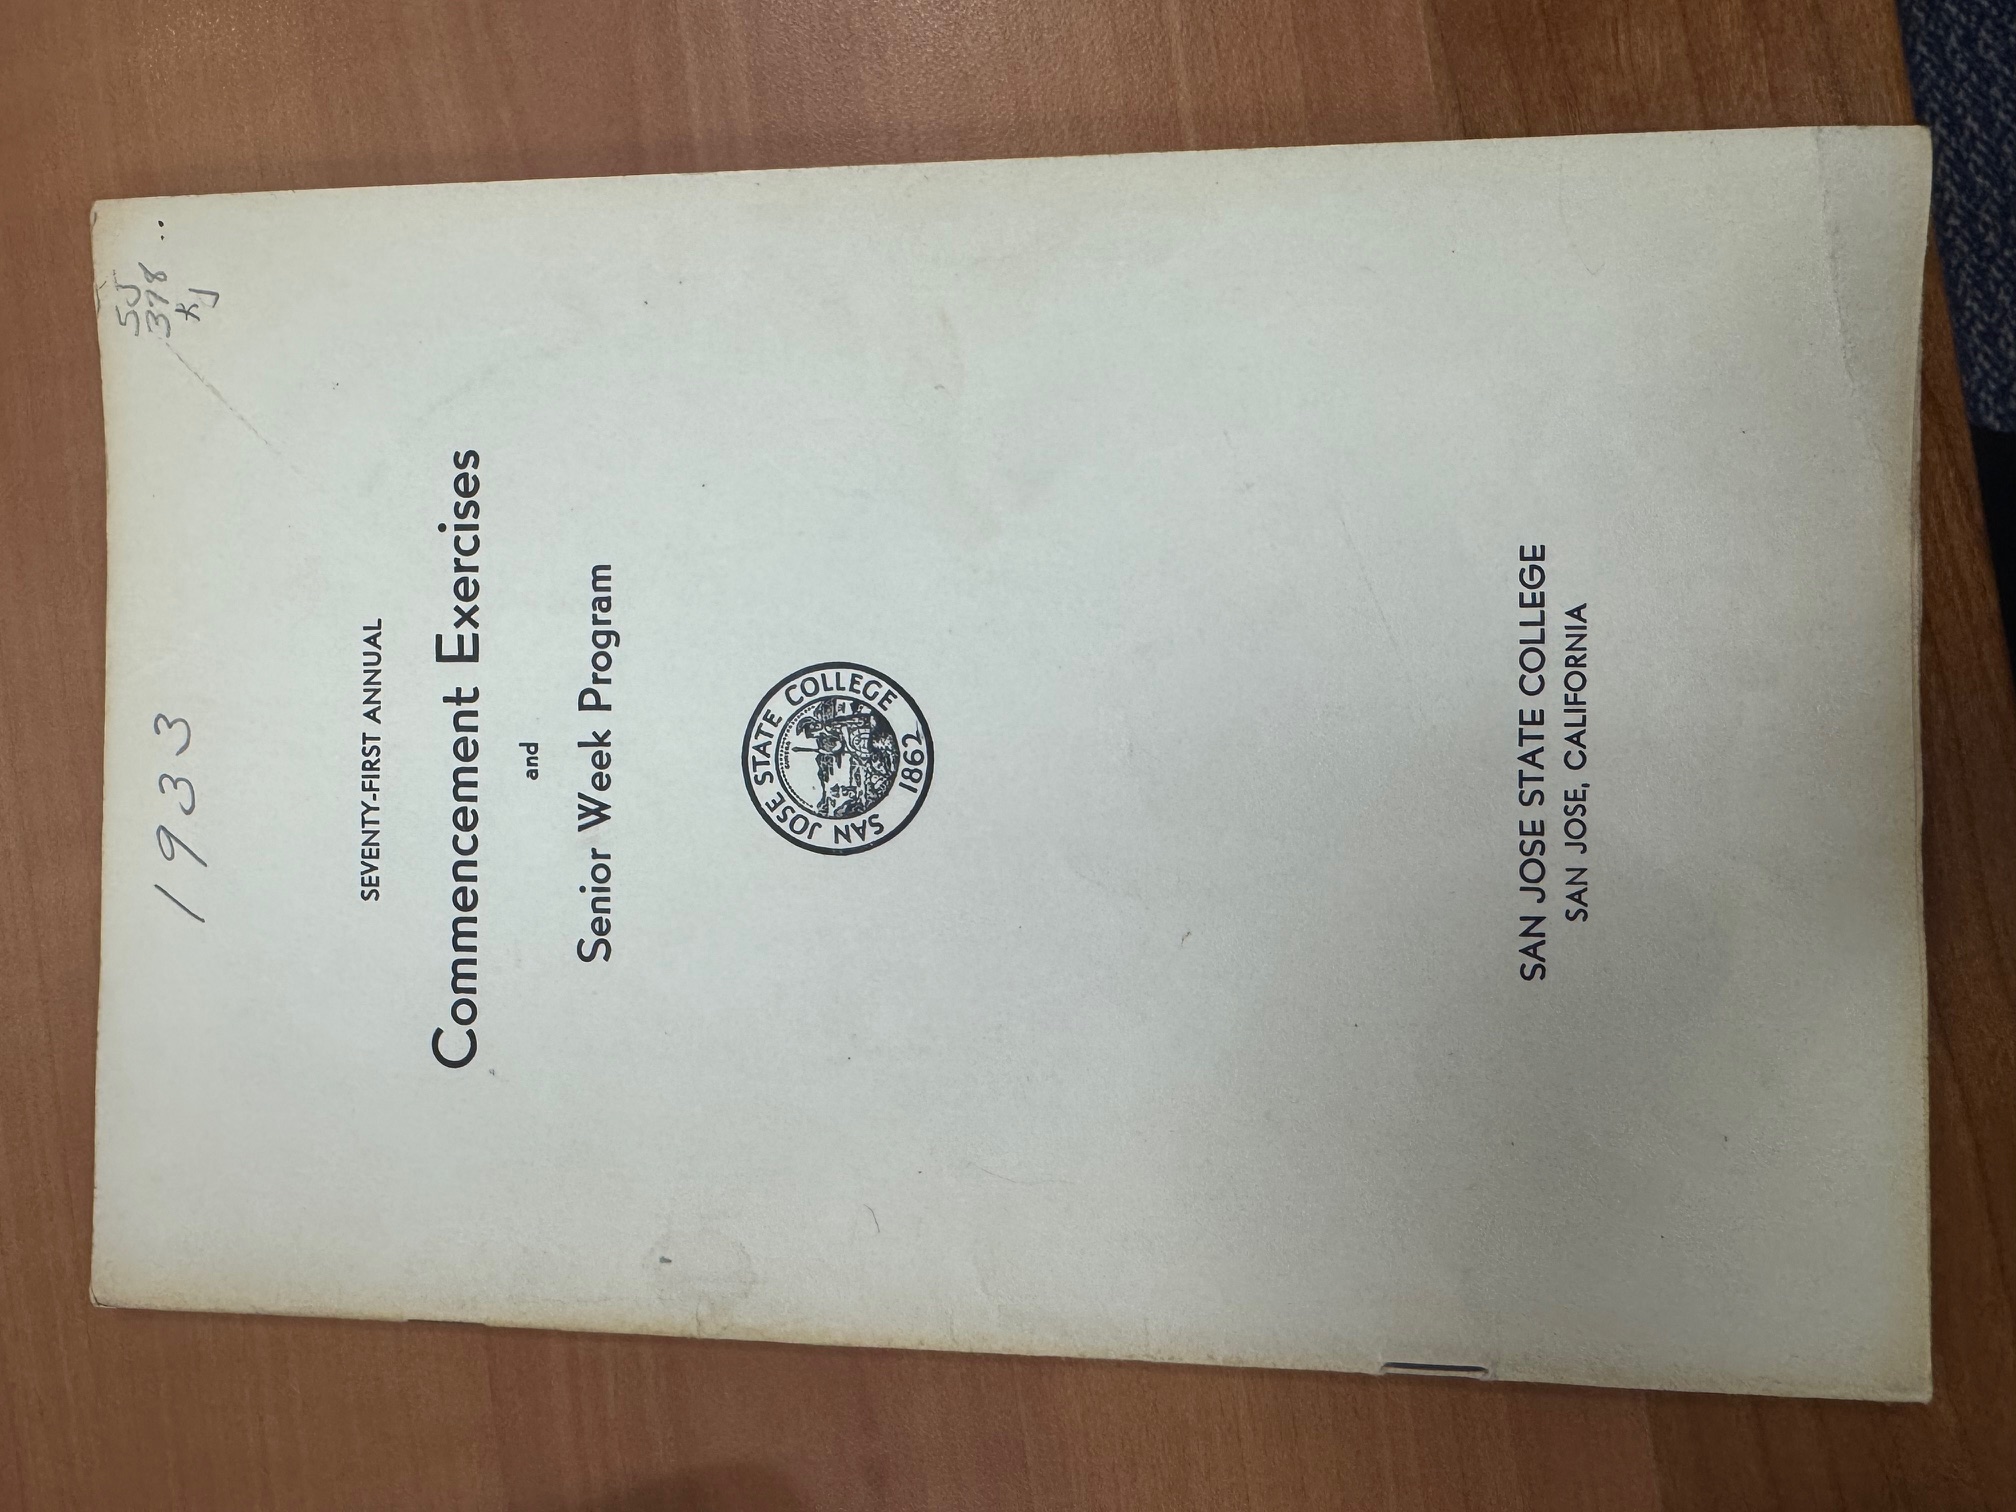 1933
SJ
378
SEVENTY-FIRST ANNUAL
Commencement Exercises
and
Senior Week Program
SAN JOSE STATE COLLEGE
1862
SAN JOSE STATE COLLEGE
SAN JOSE, CALIFORNIA